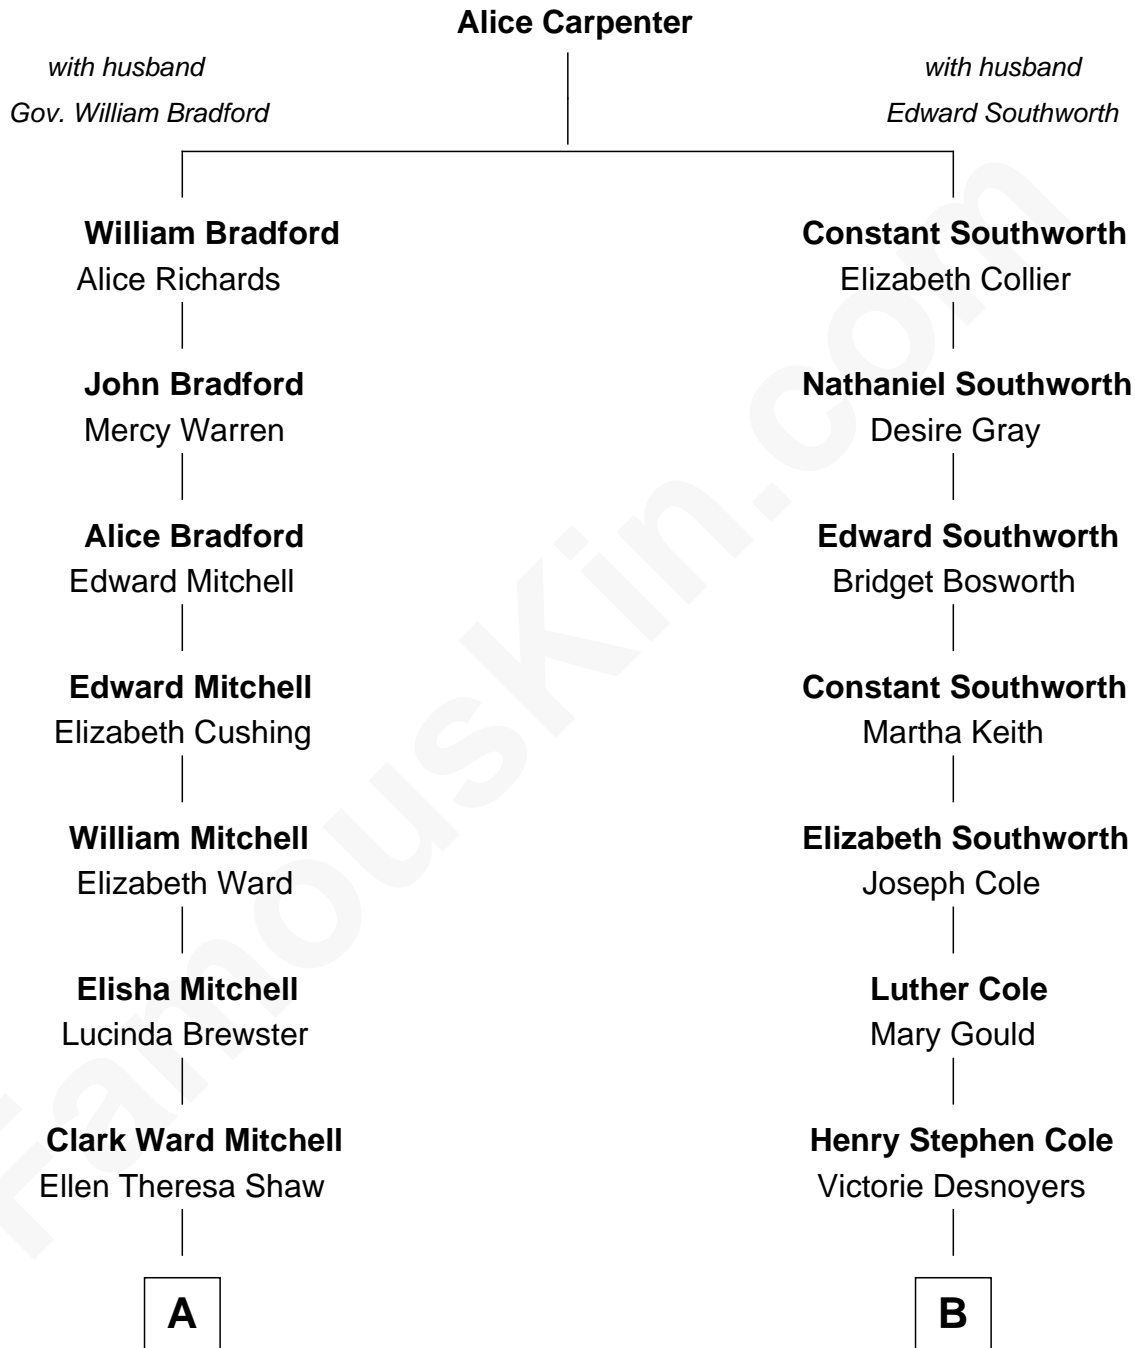 Alice Carpenter
with husband
Gov. William Bradford
with husband
Edward Southworth
William Bradford
Alice Richards
John Bradford
Mercy Warren
Alice Bradford
Edward Mitchell
Edward Mitchell
Elizabeth Cushing
William Mitchell
Elizabeth Ward
Elisha Mitchell
Lucinda Brewster
Clark Ward Mitchell
Ellen Theresa Shaw
A
Constant Southworth
Elizabeth Collier
Nathaniel Southworth
Desire Gray
Edward Southworth
Bridget Bosworth
Constant Southworth
Martha Keith
Elizabeth Southworth
Joseph Cole
Luther Cole
Mary Gould
Henry Stephen Cole
Victorie Desnoyers
B
FamousKin.com